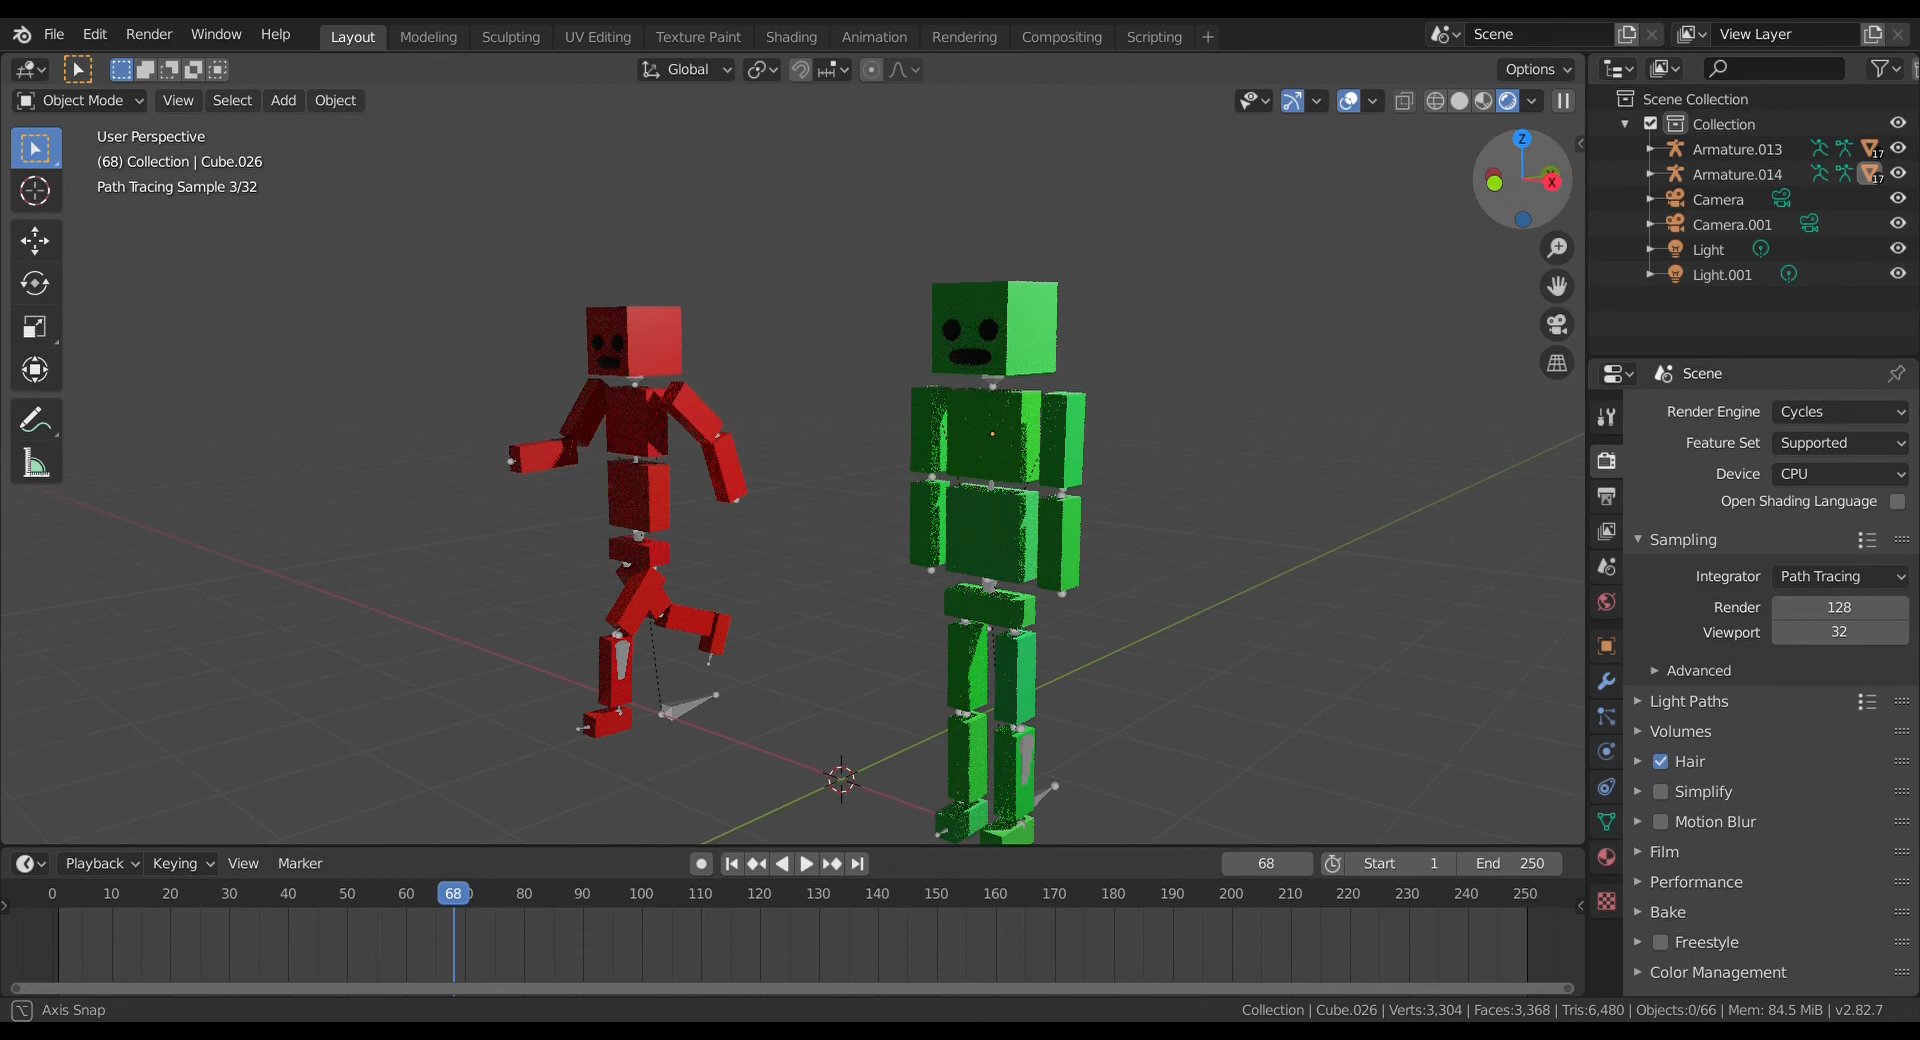 File Edit Render Window Help Layout Modeling Sculpting UV Editing Texture Paint Shading Animation Rendering Compositing Scripting + Scene View Layer
Global Options
Object Mode View Select Add Object
User Perspective
(68) Collection | Cube.026
Path Tracing Sample 3/32
Z
X
Scene Collection
Collection
Armature.013 17
Armature.014 17
Camera
Camera.001
Light
Light.001
Scene
Render Engine Cycles
Feature Set Supported
Device CPU
Open Shading Language
Sampling
Integrator Path Tracing
Render 128
Viewport 32
Advanced
Light Paths
Volumes
Hair
Simplify
Motion Blur
Film
Performance
Bake
Freestyle
Color Management
Playback Keying View Marker 68 Start 1 End 250
0 10 20 30 40 50 60 68 80 90 100 110 120 130 140 150 160 170 180 190 200 210 220 230 240 250
Axis Snap Collection | Cube.026 | Verts:3,304 | Faces:3,368 | Tris:6,480 | Objects:0/66 | Mem: 84.5 MiB | v2.82.7